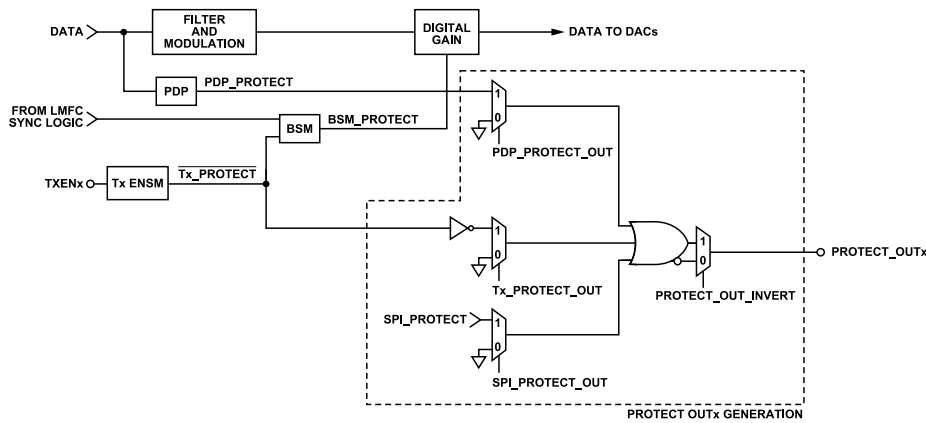 DATA
FILTER
AND
MODULATION
DIGITAL
GAIN
DATA TO DACs
PDP
PDP_PROTECT
FROM LMFC
SYNC LOGIC
BSM
BSM_PROTECT
1
0
PDP_PROTECT_OUT
TXENx
Tx ENSM
Tx_PROTECT
1
0
Tx_PROTECT_OUT
1
0
PROTECT_OUT_INVERT
PROTECT_OUTx
SPI_PROTECT
1
0
SPI_PROTECT_OUT
PROTECT OUTx GENERATION